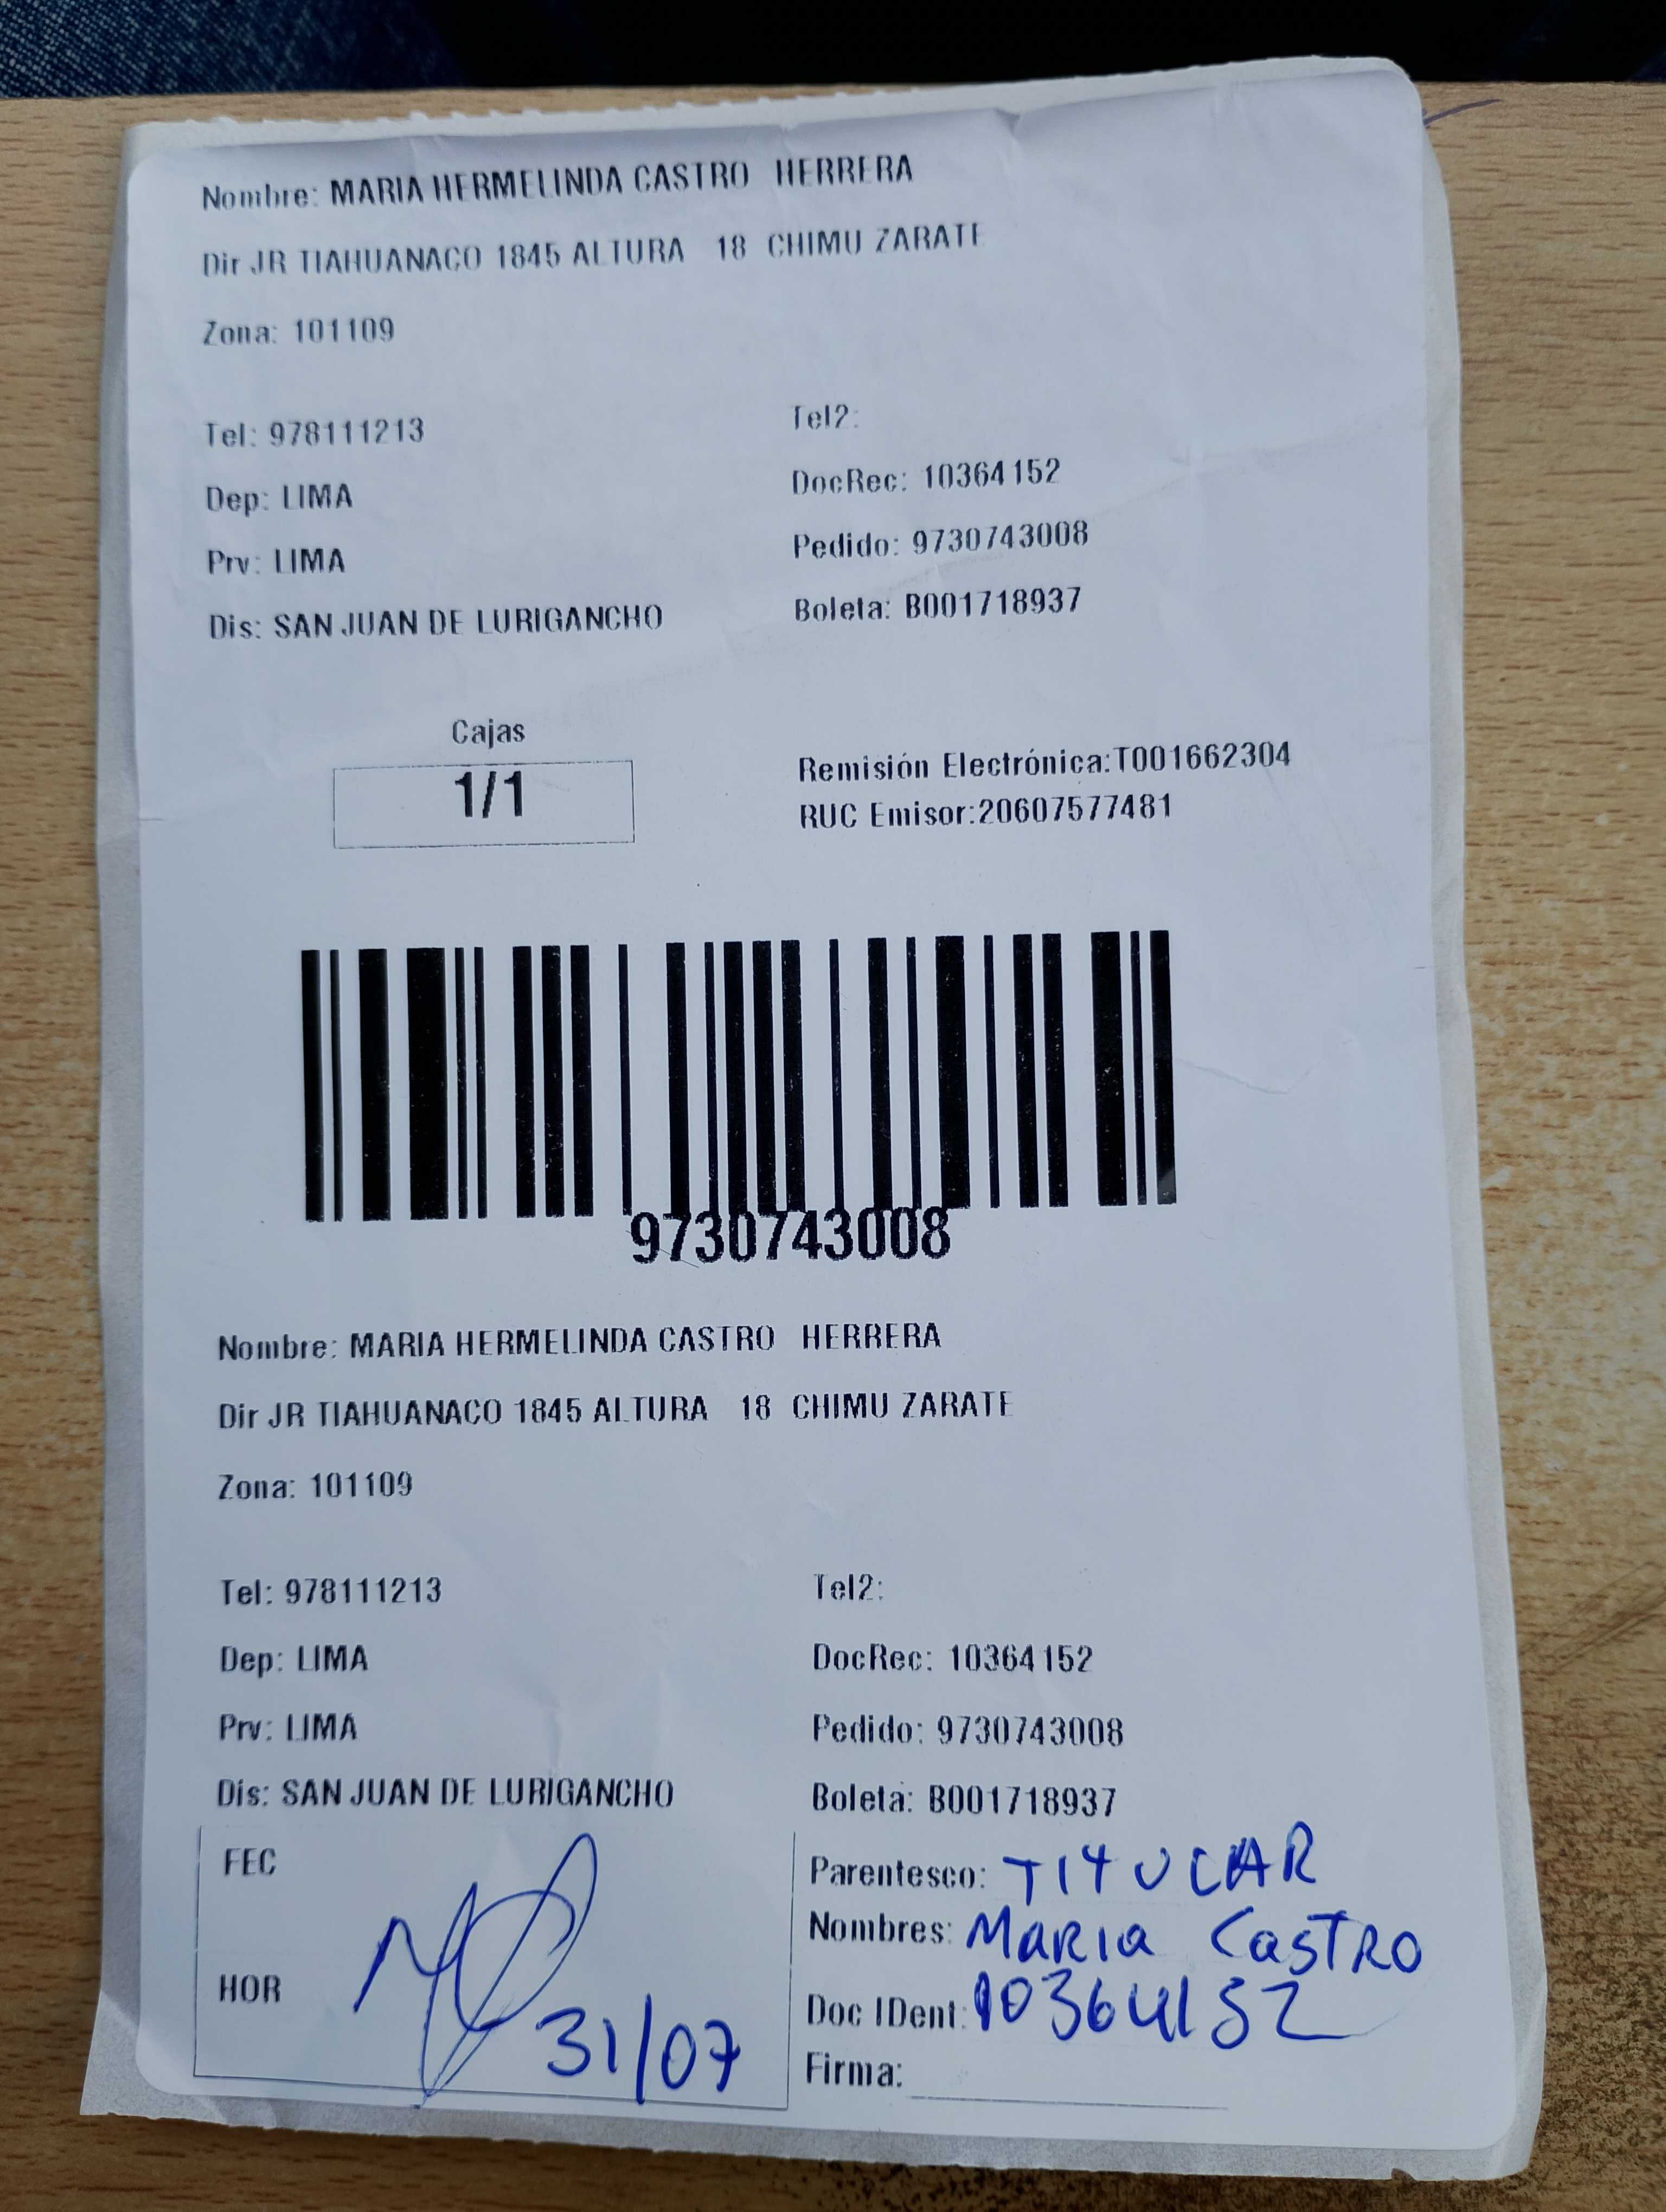 Nombre: MARIA HERMELINDA CASTRO HERRERA
Dir JR TIAHUANACO 1845 ALTURA 18 CHIMU ZARATE
Zona: 101109
Tel: 978111213
Tel2:
Dep: LIMA
DocRec: 10364152
Prv: LIMA
Pedido: 9730743008
Dis: SAN JUAN DE LURIGANCHO
Boleta: B001718937
Cajas
1/1
Remisión Electrónica:T001662304
RUC Emisor:20607577481
9730743008
Nombre: MARIA HERMELINDA CASTRO HERRERA
Dir JR TIAHUANACO 1845 ALTURA 18 CHIMU ZARATE
Zona: 101109
Tel: 978111213
Tel2:
Dep: LIMA
DocRec: 10364152
Prv: LIMA
Pedido: 9730743008
Dis: SAN JUAN DE LURIGANCHO
Boleta: B001718937
FEC
HOR
31/07
Parentesco: TITULAR
Nombres: MaRIa CaSTRO
Doc IDent: 10364152
Firma: